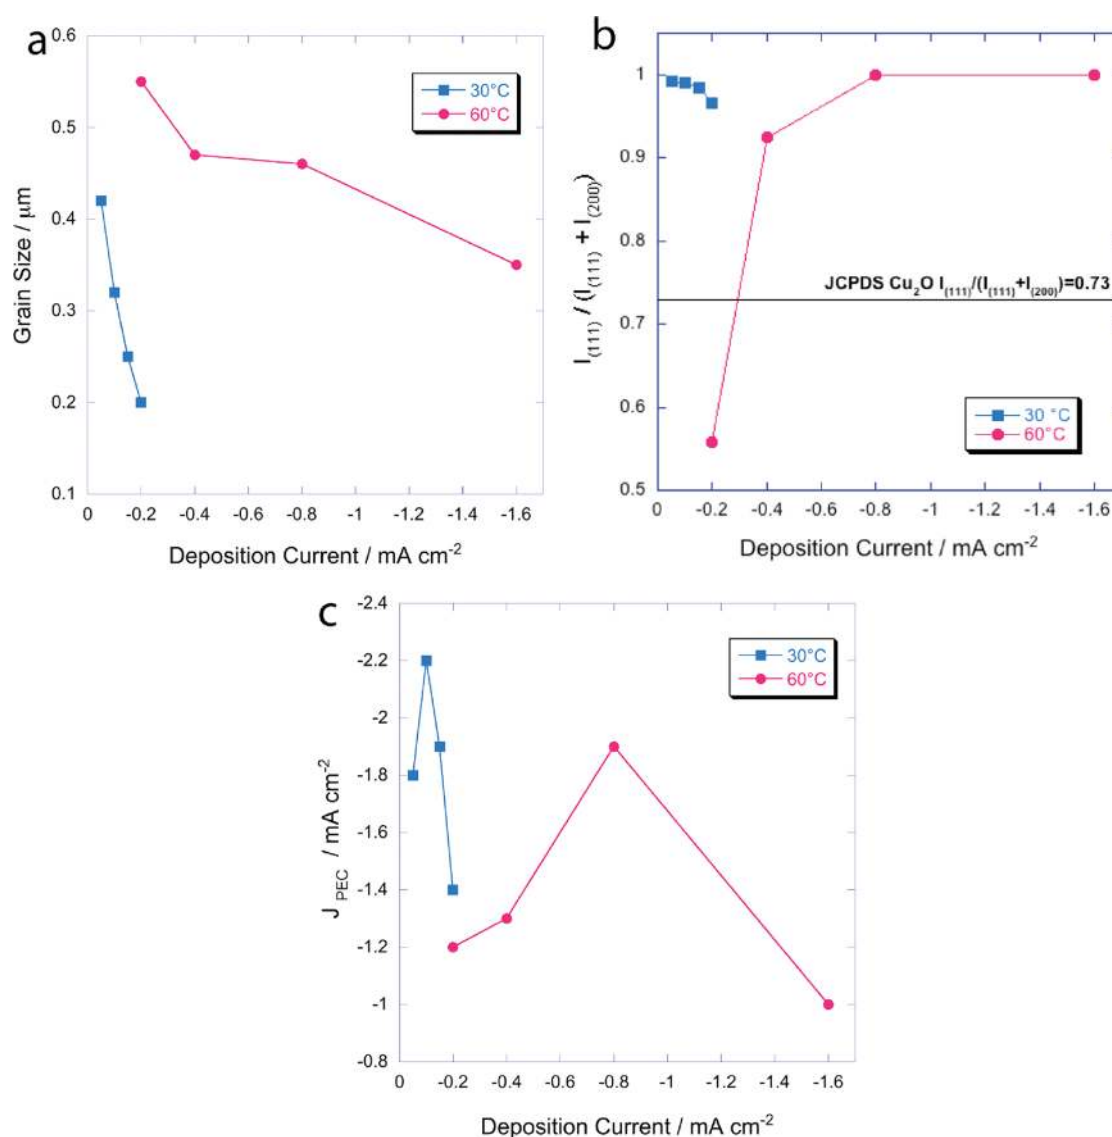 a
0.6
0.5
0.4
0.3
0.2
0.1
Grain Size / μm
30°C
60°C
0 -0.2 -0.4 -0.6 -0.8 -1 -1.2 -1.4 -1.6
Deposition Current / mA cm⁻²
b
1
0.9
0.8
0.7
0.6
0.5
I₍₁₁₁₎ / (I₍₁₁₁₎ + I₍₂₀₀₎)
JCPDS Cu₂O I₍₁₁₁₎/(I₍₁₁₁₎+I₍₂₀₀₎)=0.73
30 °C
60°C
0 -0.2 -0.4 -0.6 -0.8 -1 -1.2 -1.4 -1.6
Deposition Current / mA cm⁻²
c
-2.4
-2.2
-2
-1.8
-1.6
-1.4
-1.2
-1
-0.8
J PEC / mA cm⁻²
30°C
60°C
0 -0.2 -0.4 -0.6 -0.8 -1 -1.2 -1.4 -1.6
Deposition Current / mA cm⁻²